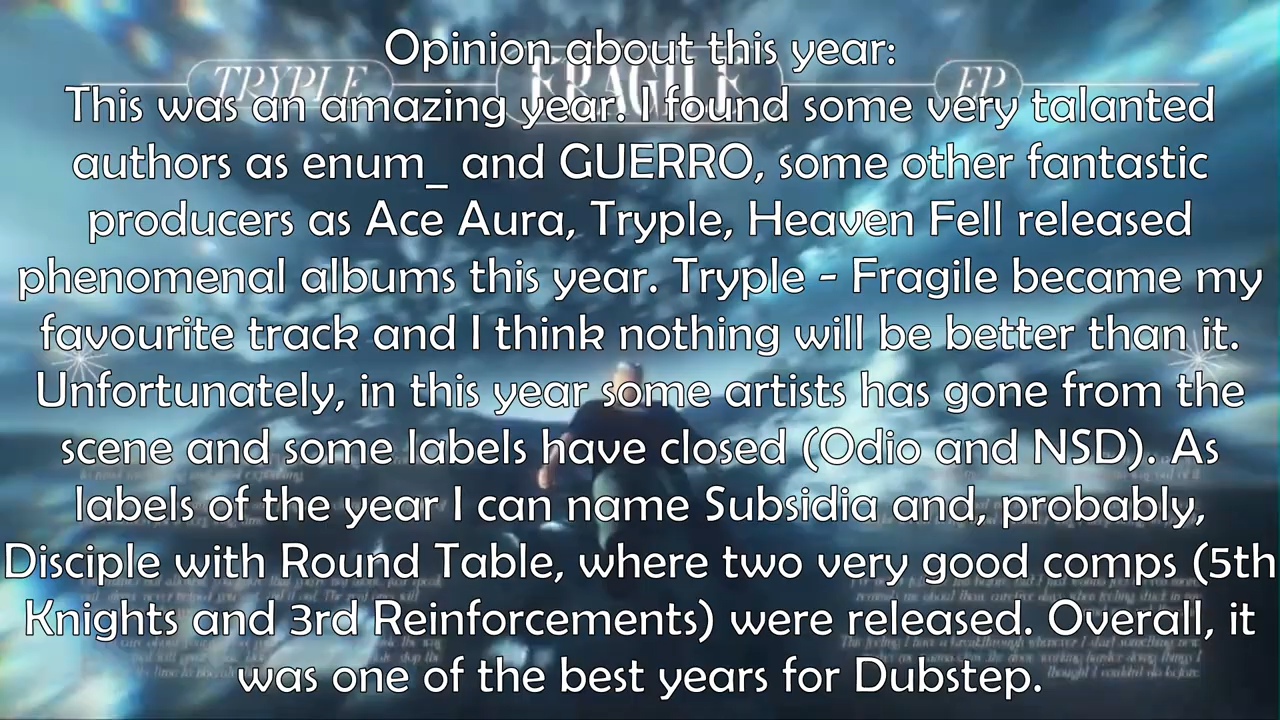 Opinion about this year:
TRYPLE FRAGILE EP
This was an amazing year. I found some very talanted
authors as enum_ and GUERRO, some other fantastic
producers as Ace Aura, Tryple, Heaven Fell released
phenomenal albums this year. Tryple - Fragile became my
favourite track and I think nothing will be better than it.
Unfortunately, in this year some artists has gone from the
scene and some labels have closed (Odio and NSD). As
labels of the year I can name Subsidia and, probably,
Disciple with Round Table, where two very good comps (5th
Knights and 3rd Reinforcements) were released. Overall, it
was one of the best years for Dubstep.